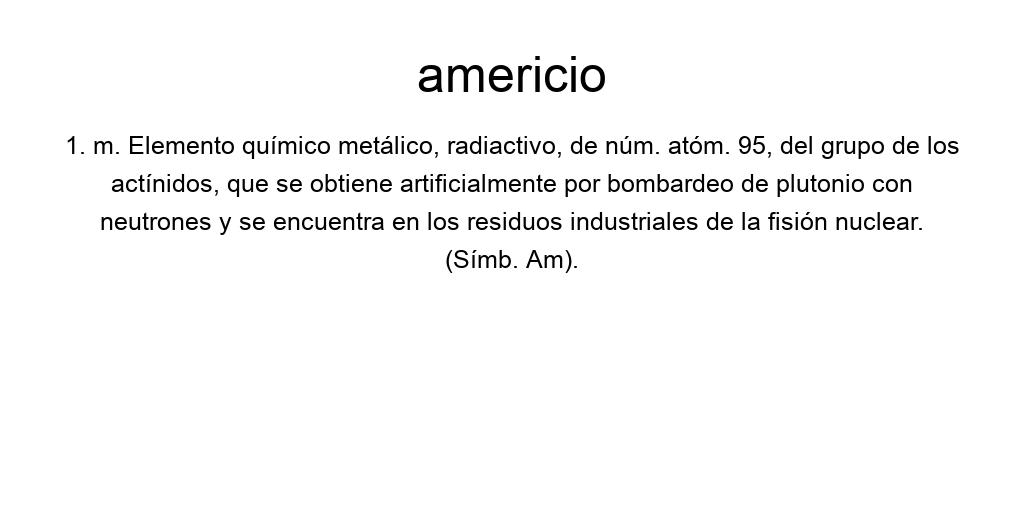 americio
1. m. Elemento químico metálico, radiactivo, de núm. atóm. 95, del grupo de los
actínidos, que se obtiene artificialmente por bombardeo de plutonio con
neutrones y se encuentra en los residuos industriales de la fisión nuclear.
(Símb. Am).